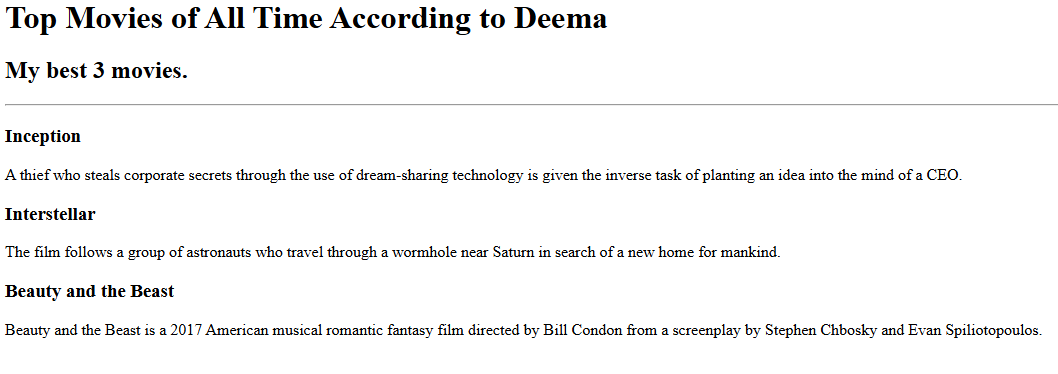 Top Movies of All Time According to Deema
My best 3 movies.
Inception
A thief who steals corporate secrets through the use of dream-sharing technology is given the inverse task of planting an idea into the mind of a CEO.
Interstellar
The film follows a group of astronauts who travel through a wormhole near Saturn in search of a new home for mankind.
Beauty and the Beast
Beauty and the Beast is a 2017 American musical romantic fantasy film directed by Bill Condon from a screenplay by Stephen Chbosky and Evan Spiliotopoulos.